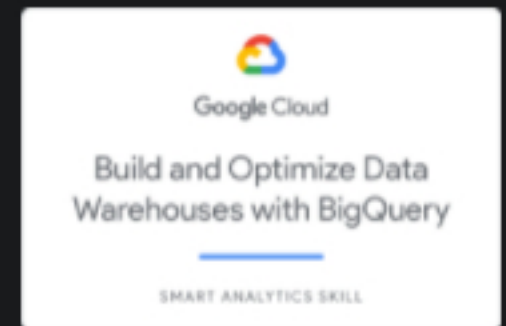 Google Cloud
Build and Optimize Data
Warehouses with BigQuery
SMART ANALYTICS SKILL